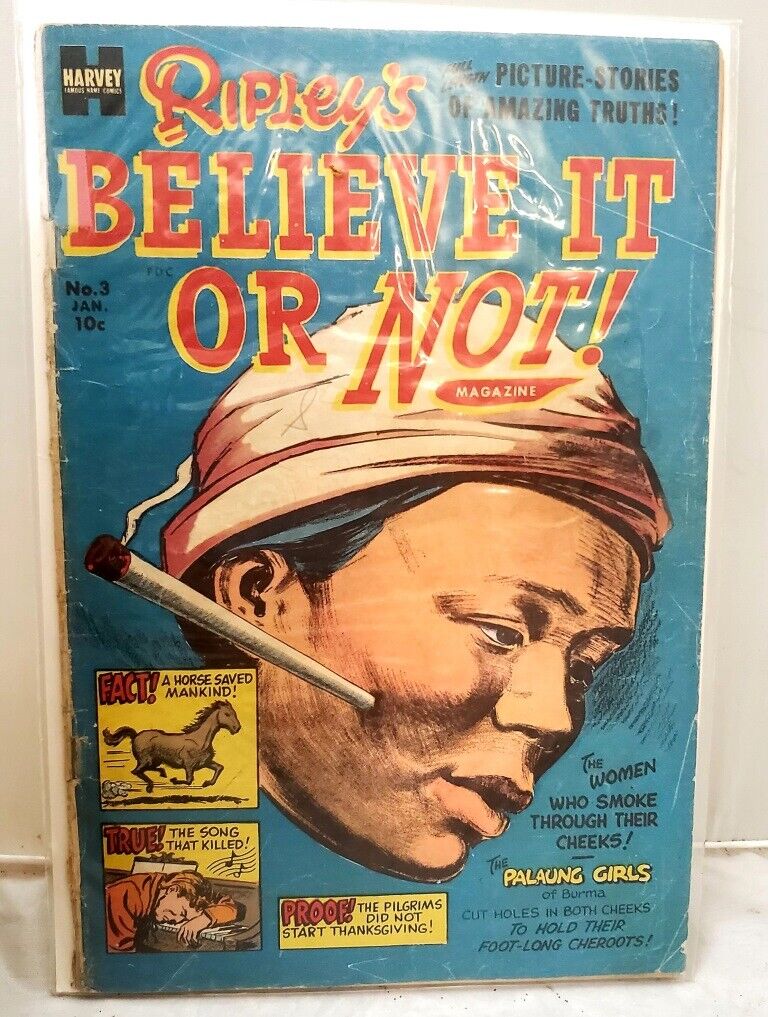 HARVEY
FAMOUS NAME COMICS
FULL LENGTH PICTURE-STORIES
OF AMAZING TRUTHS!
RIPLEY'S
BELIEVE IT
OR NOT!
MAGAZINE
PDC
No.3
JAN.
10c
FACT! A HORSE SAVED
MANKIND!
TRUE! THE SONG
THAT KILLED!
PROOF! THE PILGRIMS
DID NOT
START THANKSGIVING!
THE
WOMEN
WHO SMOKE
THROUGH THEIR
CHEEKS!
THE
PALAUNG GIRLS
of Burma
CUT HOLES IN BOTH CHEEKS
TO HOLD THEIR
FOOT-LONG CHEROOTS!